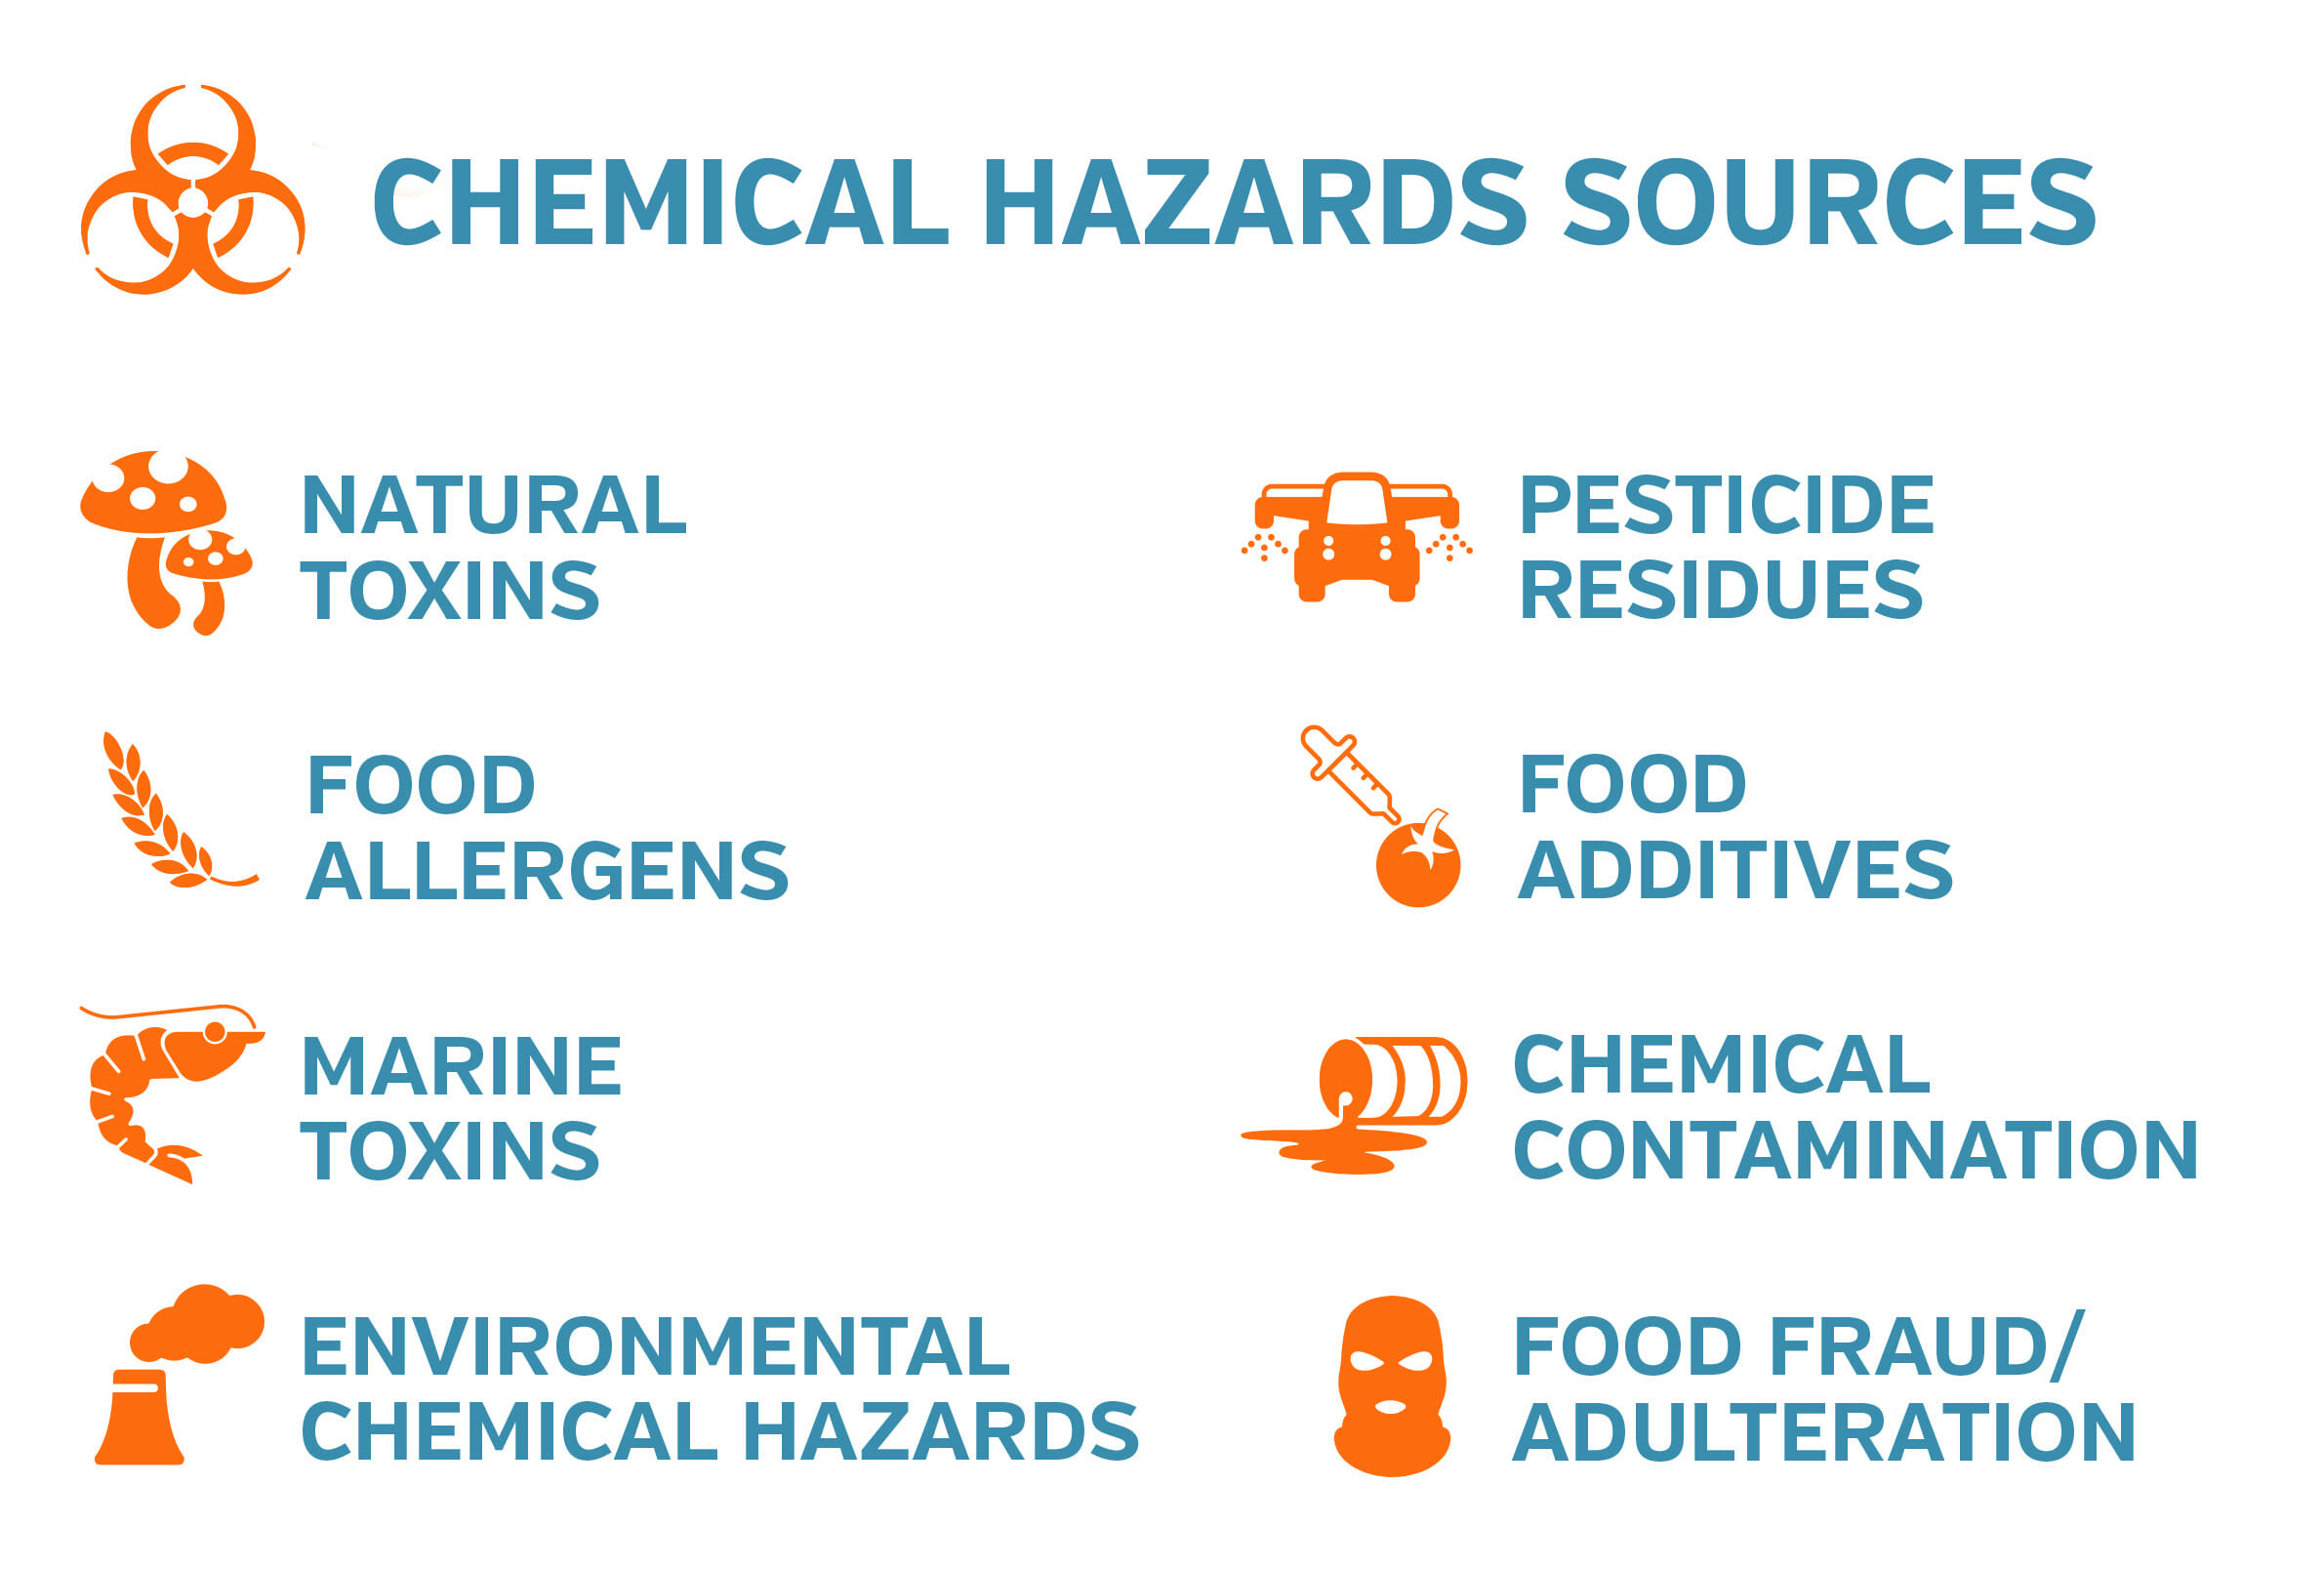 CHEMICAL HAZARDS SOURCES
NATURAL
TOXINS
PESTICIDE
RESIDUES
FOOD
ALLERGENS
FOOD
ADDITIVES
MARINE
TOXINS
CHEMICAL
CONTAMINATION
ENVIRONMENTAL
CHEMICAL HAZARDS
FOOD FRAUD/
ADULTERATION